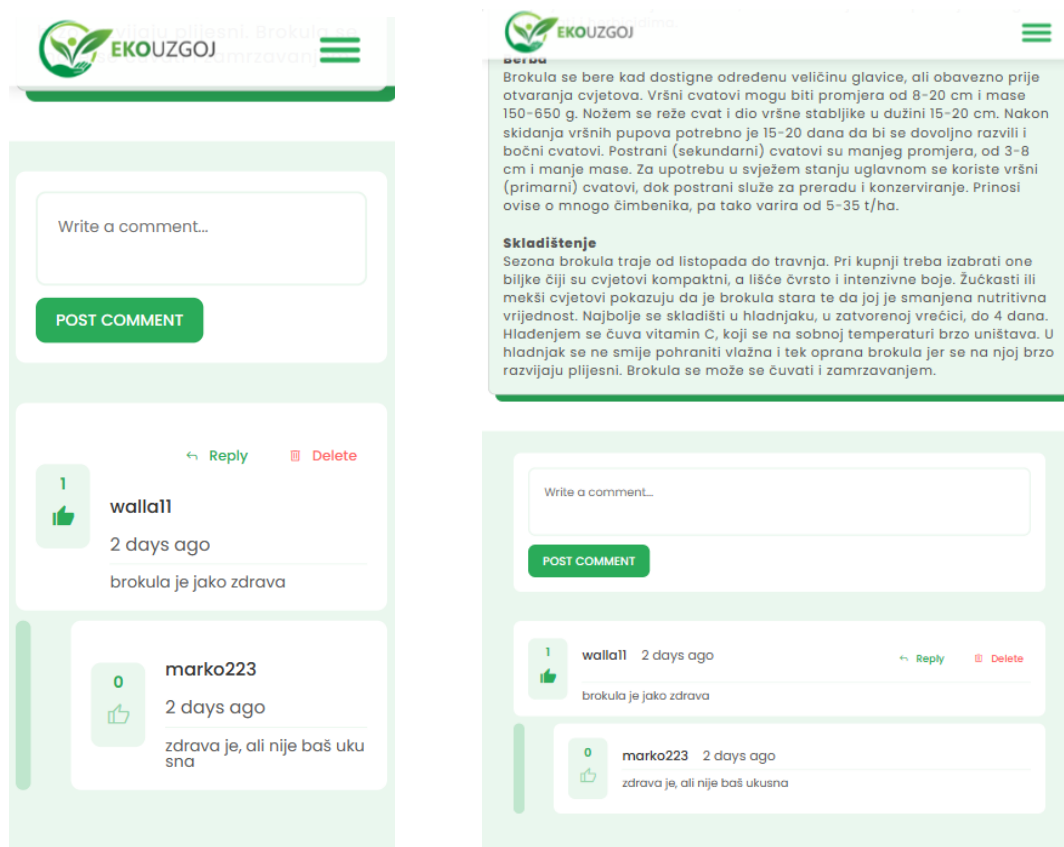 EKOUZGOJ
Write a comment...
POST COMMENT
Reply
Delete
1
walla11
2 days ago
brokula je jako zdrava
0
marko223
2 days ago
zdrava je, ali nije baš uku
sna
EKOUZGOJ
Berba
Brokula se bere kad dostigne određenu veličinu glavice, ali obavezno prije
otvaranja cvjetova. Vršni cvatovi mogu biti promjera od 8-20 cm i mase
150-650 g. Nožem se reže cvat i dio vršne stabljike u dužini 15-20 cm. Nakon
skidanja vršnih pupova potrebno je 15-20 dana da bi se dovoljno razvili i
bočni cvatovi. Postrani (sekundarni) cvatovi su manjeg promjera, od 3-8
cm i manje mase. Za upotrebu u svježem stanju uglavnom se koriste vršni
(primarni) cvatovi, dok postrani služe za preradu i konzerviranje. Prinosi
ovise o mnogo čimbenika, pa tako varira od 5-35 t/ha.
Skladištenje
Sezona brokula traje od listopada do travnja. Pri kupnji treba izabrati one
biljke čiji su cvjetovi kompaktni, a lišće čvrsto i intenzivne boje. Žućkasti ili
mekši cvjetovi pokazuju da je brokula stara te da joj je smanjena nutritivna
vrijednost. Najbolje se skladišti u hladnjaku, u zatvorenoj vrećici, do 4 dana.
Hlađenjem se čuva vitamin C, koji se na sobnoj temperaturi brzo uništava. U
hladnjak se ne smije pohraniti vlažna i tek oprana brokula jer se na njoj brzo
razvijaju plijesni. Brokula se može se čuvati i zamrzavanjem.
Write a comment...
POST COMMENT
1
walla11 2 days ago
Reply
Delete
brokula je jako zdrava
0
marko223 2 days ago
zdrava je, ali nije baš ukusna